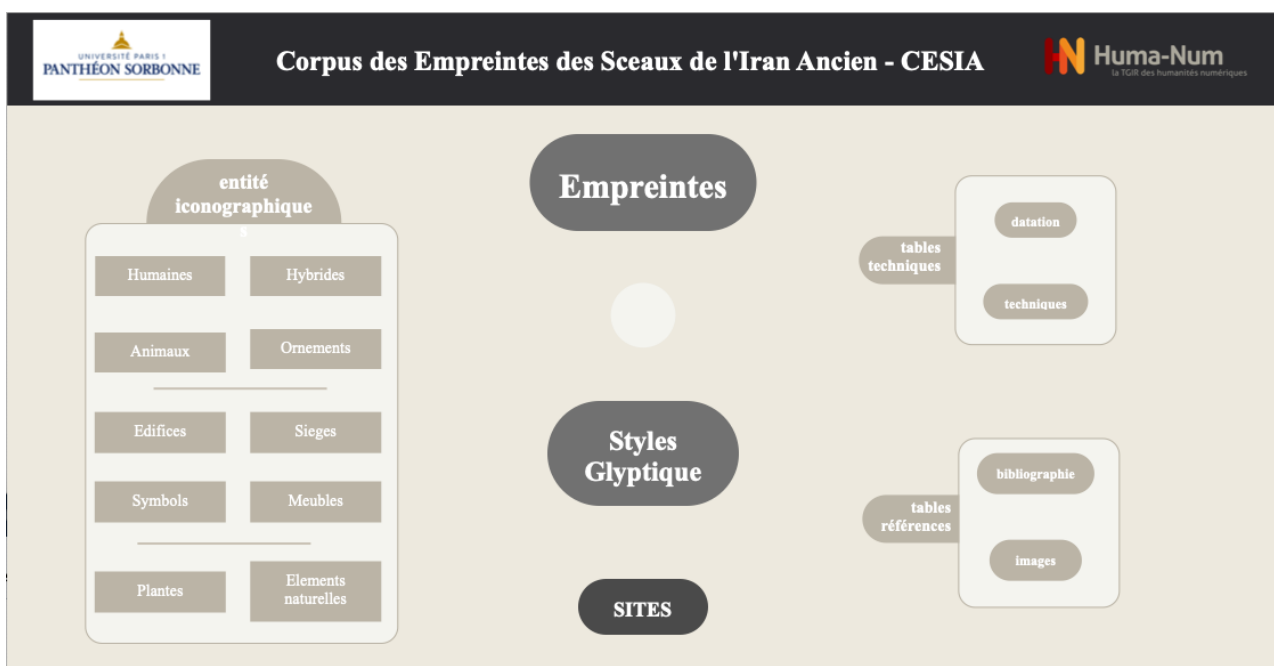 UNIVERSITÉ PARIS 1
PANTHÉON SORBONNE
Corpus des Empreintes des Sceaux de l'Iran Ancien - CESIA
Huma-Num
la TGIR des humanités numériques
entité
iconographique
s
Humaines
Hybrides
Animaux
Ornements
Edifices
Sieges
Symbols
Meubles
Plantes
Elements
naturelles
Empreintes
Styles
Glyptique
SITES
tables
techniques
datation
techniques
tables
références
bibliographie
images